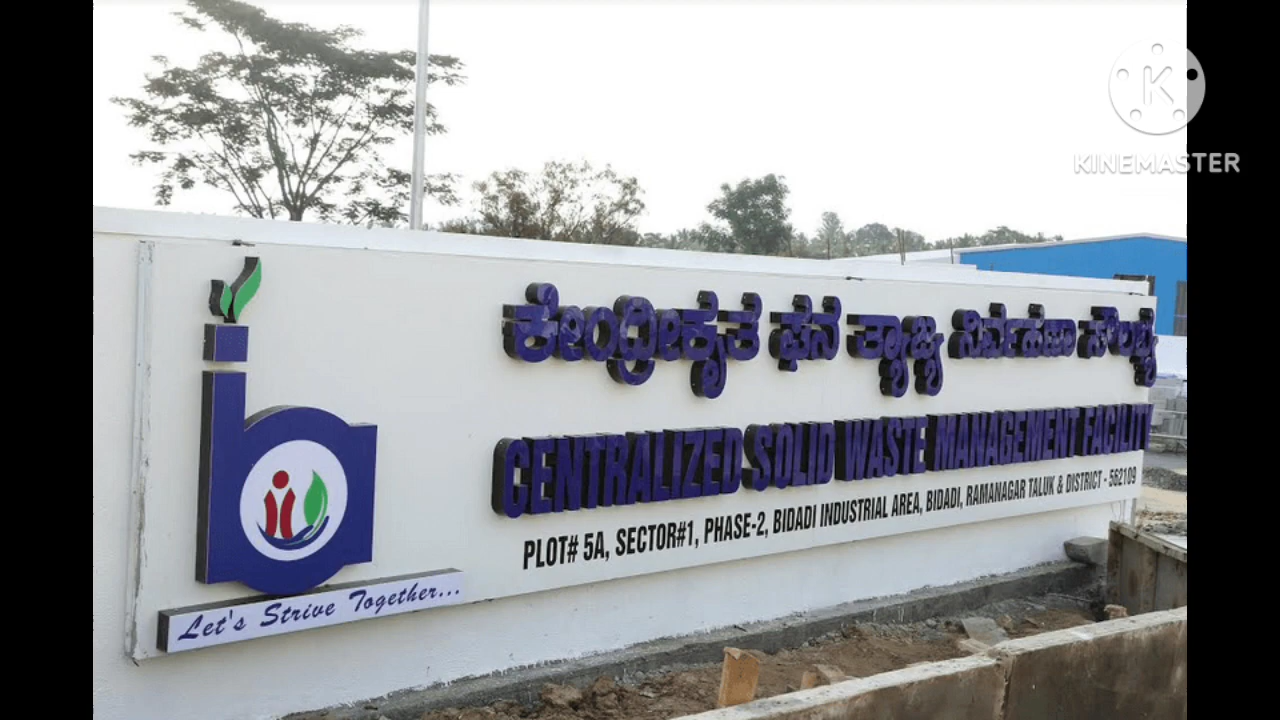 KINEMASTER
ಕೇಂದ್ರೀಕೃತ ಘನ ತ್ಯಾಜ್ಯ ನಿರ್ವಹಣಾ ಸೌಲಭ್ಯ
CENTRALIZED SOLID WASTE MANAGEMENT FACILITY
PLOT# 5A, SECTOR#1, PHASE-2, BIDADI INDUSTRIAL AREA, BIDADI, RAMANAGAR TALUK & DISTRICT - 562109
Let's Strive Together...